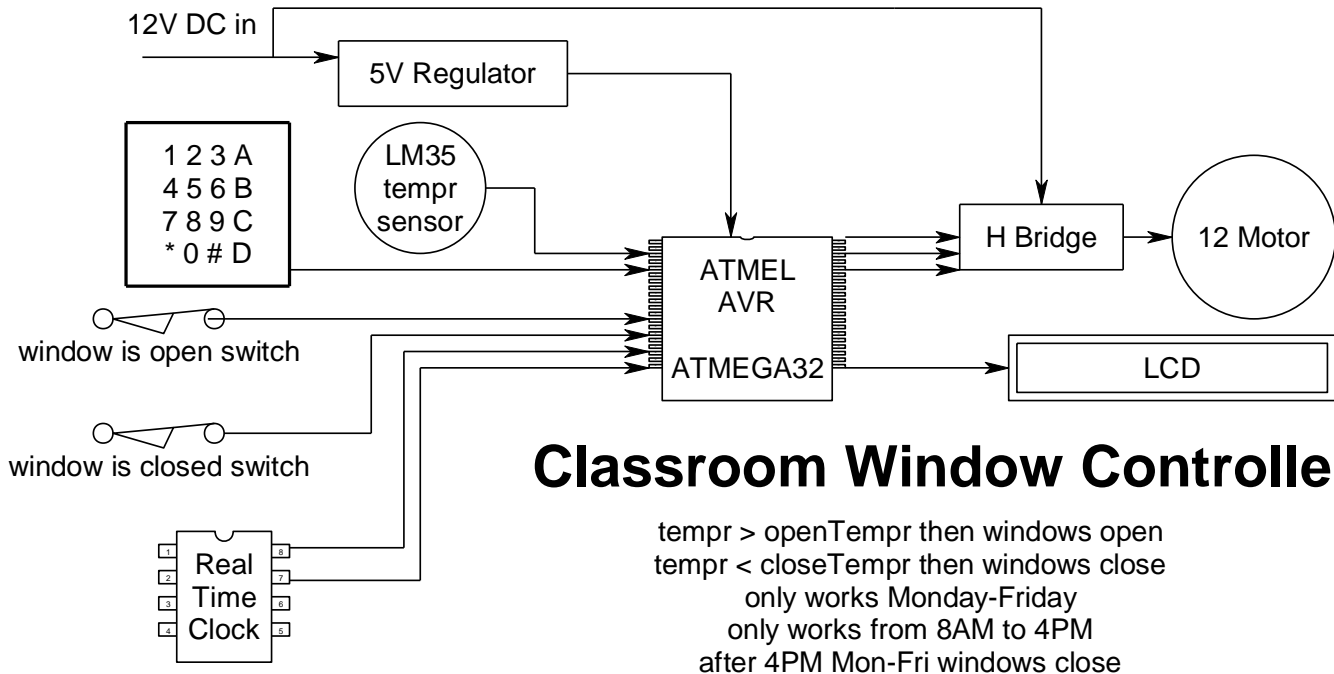 12V DC in
5V Regulator
1 2 3 A
4 5 6 B
7 8 9 C
* 0 # D
LM35
tempr
sensor
ATMEL
AVR
ATMEGA32
H Bridge
12 Motor
LCD
window is open switch
window is closed switch
Classroom Window Controlle
1
2
3
4
Real
Time
Clock
8
7
6
5
tempr > openTempr then windows open
tempr < closeTempr then windows close
only works Monday-Friday
only works from 8AM to 4PM
after 4PM Mon-Fri windows close